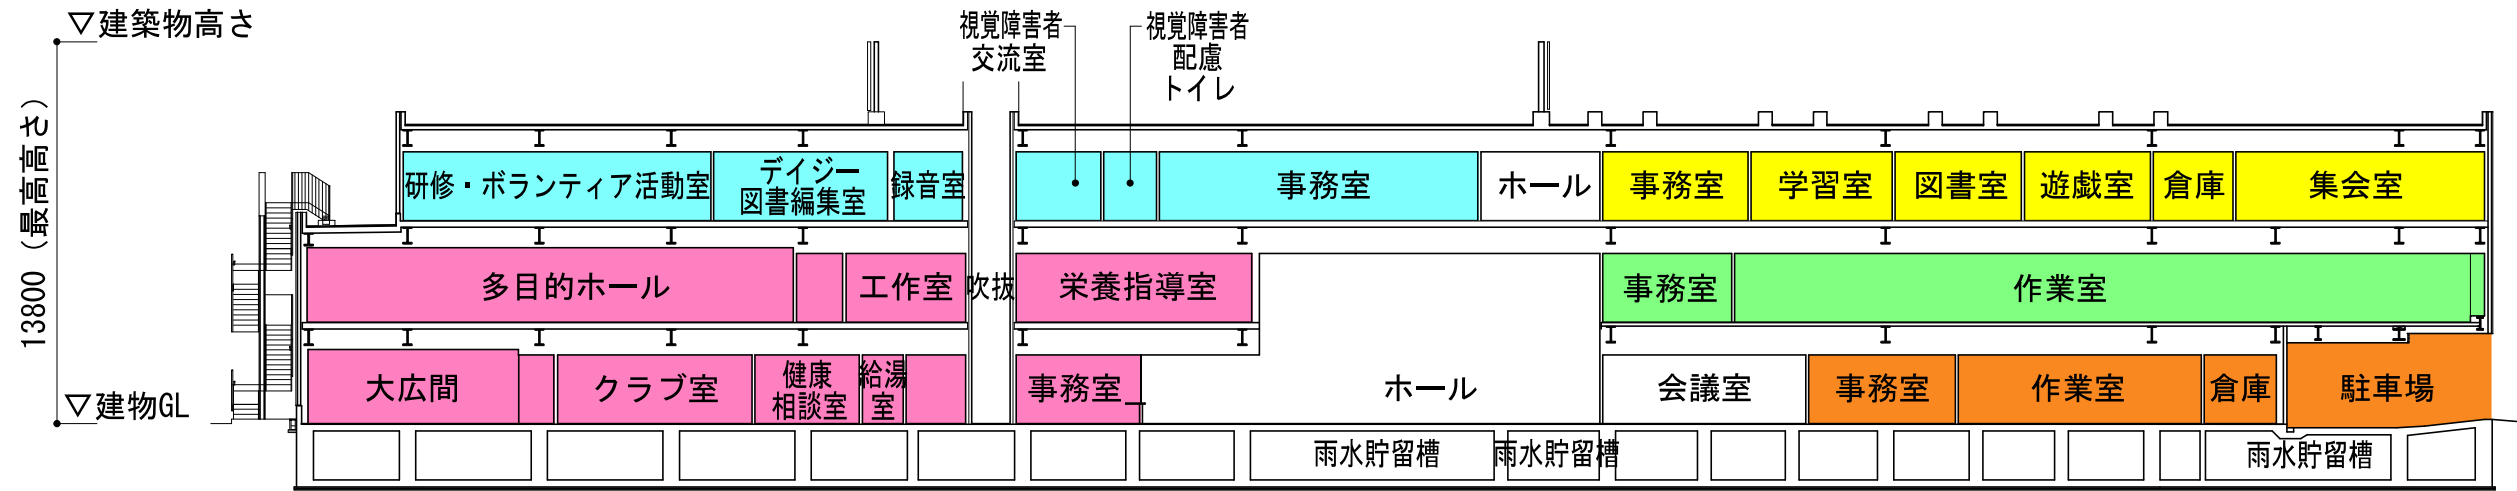 ▽建築物高さ
視覚障害者
交流室
視覚障害者
配慮
トイレ
13800（最高高さ）
研修・ボランティア活動室
デイジー
図書編集室
録音室
事務室
ホール
事務室
学習室
図書室
遊戯室
倉庫
集会室
多目的ホール
工作室
吹抜
栄養指導室
事務室
作業室
大広間
クラブ室
健康
相談室
給湯
室
事務室
ホール
会議室
事務室
作業室
倉庫
駐車場
▽建物GL
雨水貯留槽
雨水貯留槽
雨水貯留槽